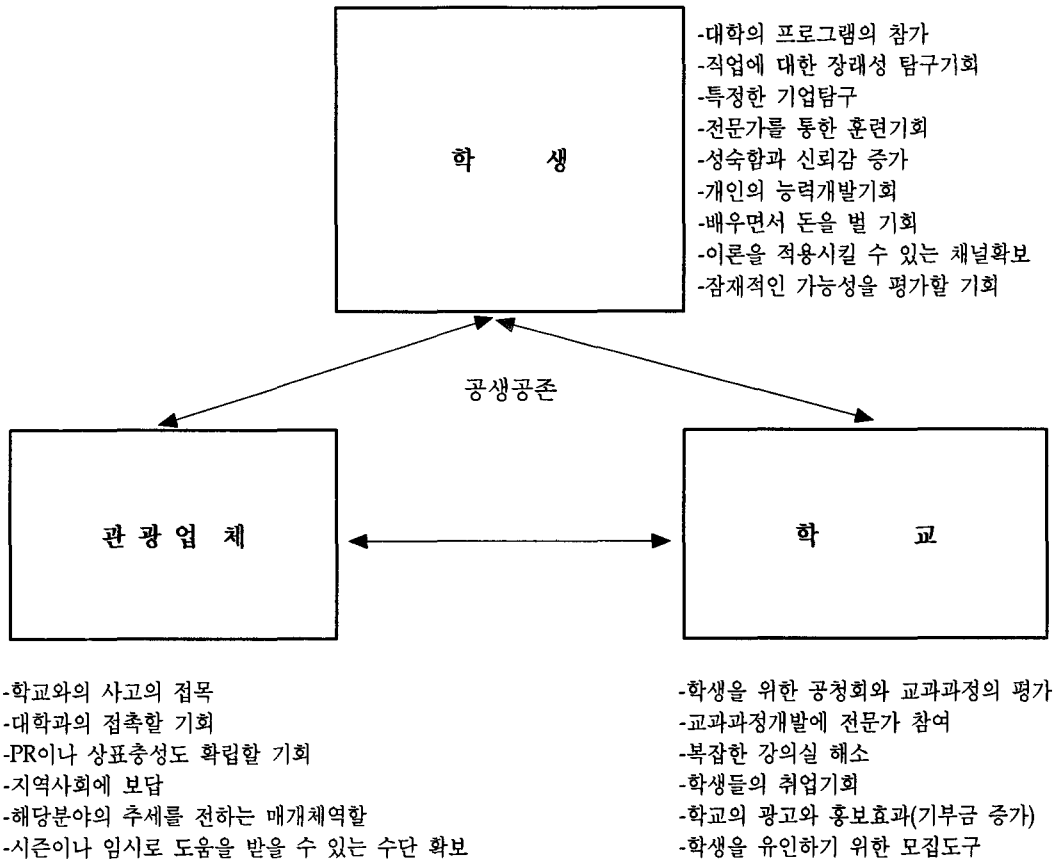 -대학의 프로그램의 참가
-직업에 대한 장래성 탐구기회
-특정한 기업탐구
-전문가를 통한 훈련기회
-성숙함과 신뢰감 증가
-개인의 능력개발기회
-배우면서 돈을 벌 기회
-이론을 적용시킬 수 있는 채널확보
-잠재적인 가능성을 평가할 기회
학 생
공생공존
관광업 체
학 교
-학교와의 사고의 접목
-대학과의 접촉할 기회
-PR이나 상표충성도 확립할 기회
-지역사회에 보답
-해당분야의 추세를 전하는 매개체역할
-시즌이나 임시로 도움을 받을 수 있는 수단 확보
-학생을 위한 공청회와 교과과정의 평가
-교과과정개발에 전문가 참여
-복잡한 강의실 해소
-학생들의 취업기회
-학교의 광고와 홍보효과(기부금 증가)
-학생을 유인하기 위한 모집도구